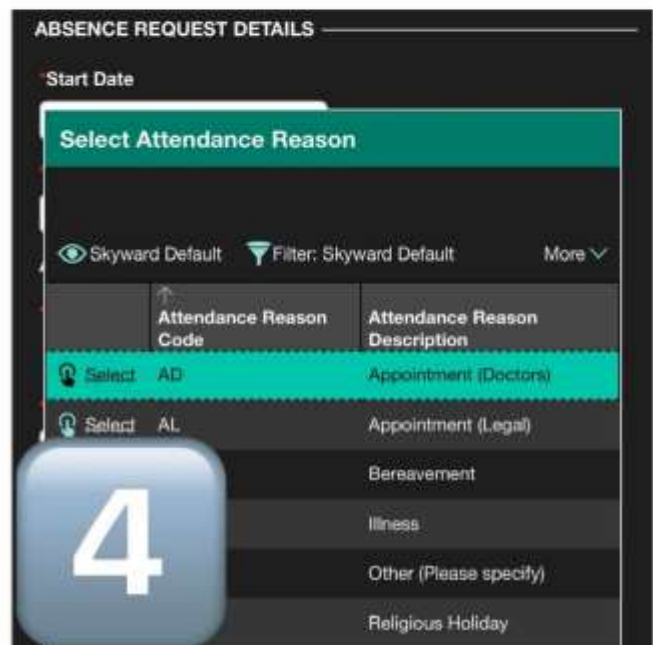 ABSENCE REQUEST DETAILS
*Start Date
Select Attendance Reason
Skyward Default Filter: Skyward Default More
Attendance Reason Code Attendance Reason Description
Select AD Appointment (Doctors)
Select AL Appointment (Legal)
Bereavement
Illness
Other (Please specify)
Religious Holiday
4